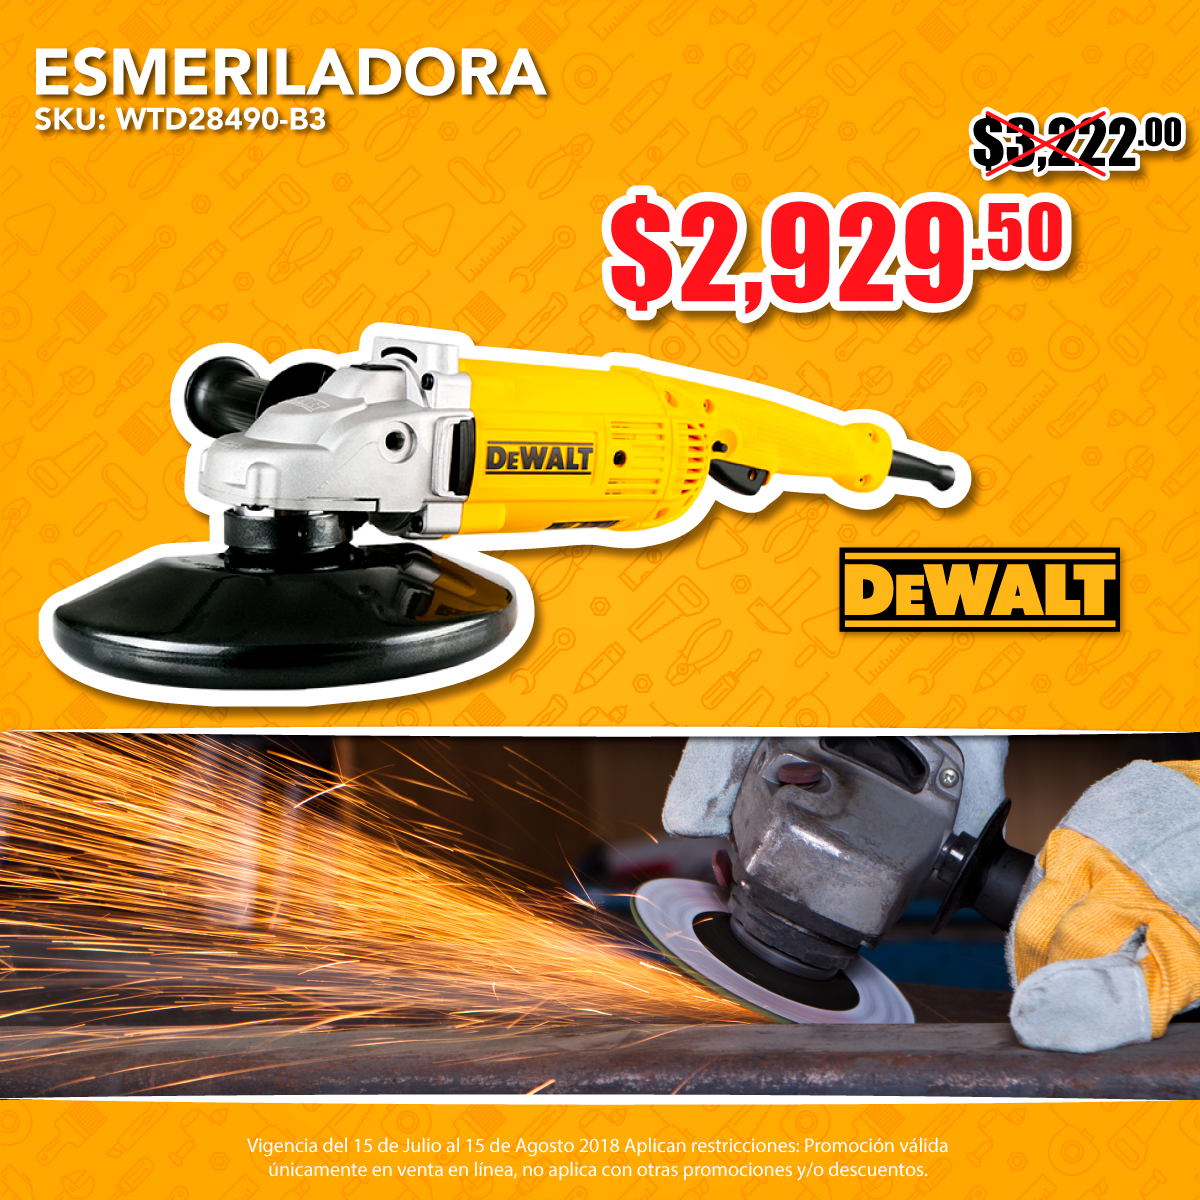 ESMERILADORA
SKU: WTD28490-B3
$3,222.00
$2,929.50
DEWALT
DEWALT
Vigencia del 15 de Julio al 15 de Agosto 2018 Aplican restricciones: Promoción válida
únicamente en venta en línea, no aplica con otras promociones y/o descuentos.